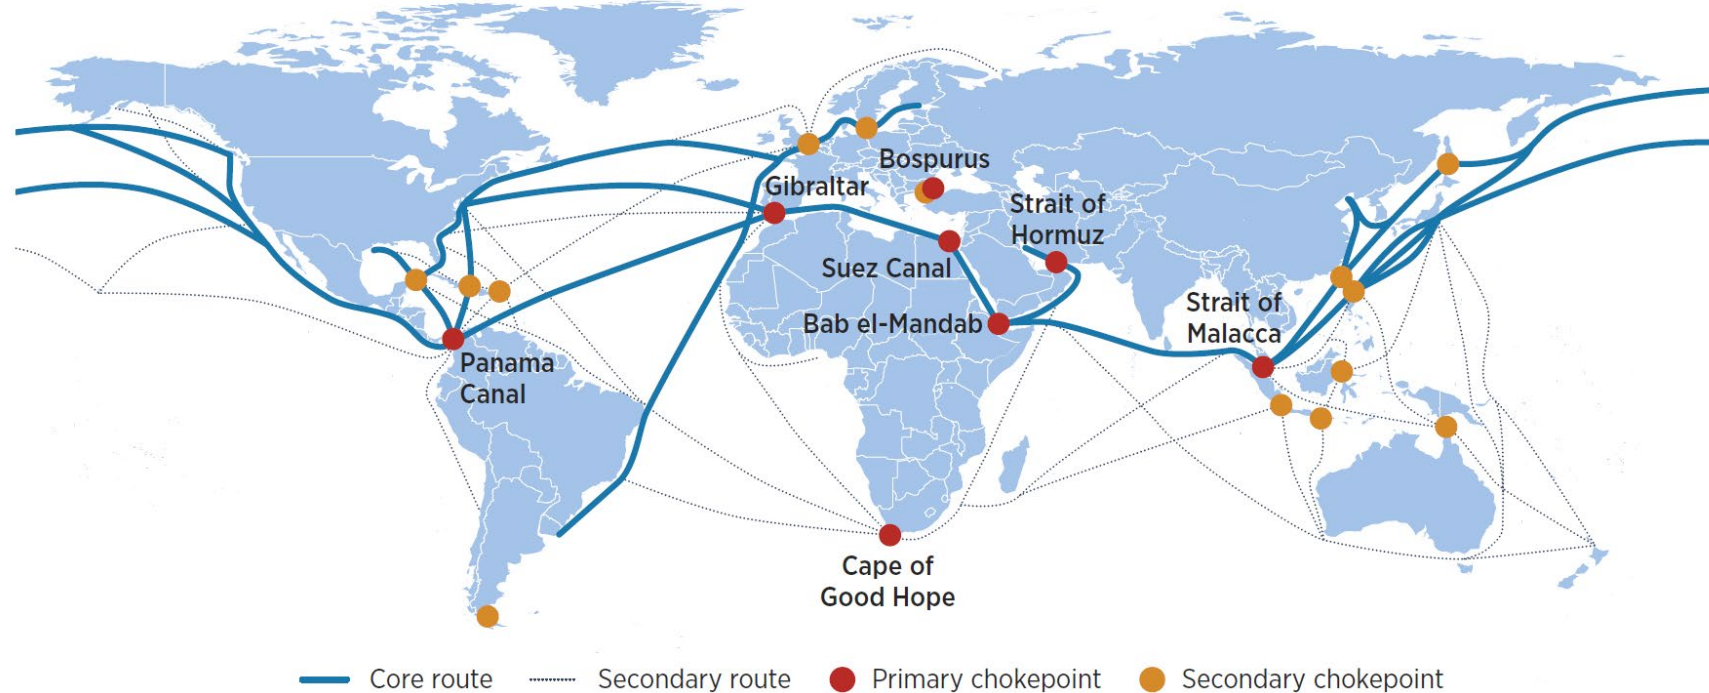 Bospurus
Gibraltar
Strait of
Hormuz
Suez Canal
Strait of
Malacca
Bab el-Mandab
Panama
Canal
Cape of
Good Hope
Core route
Secondary route
Primary chokepoint
Secondary chokepoint